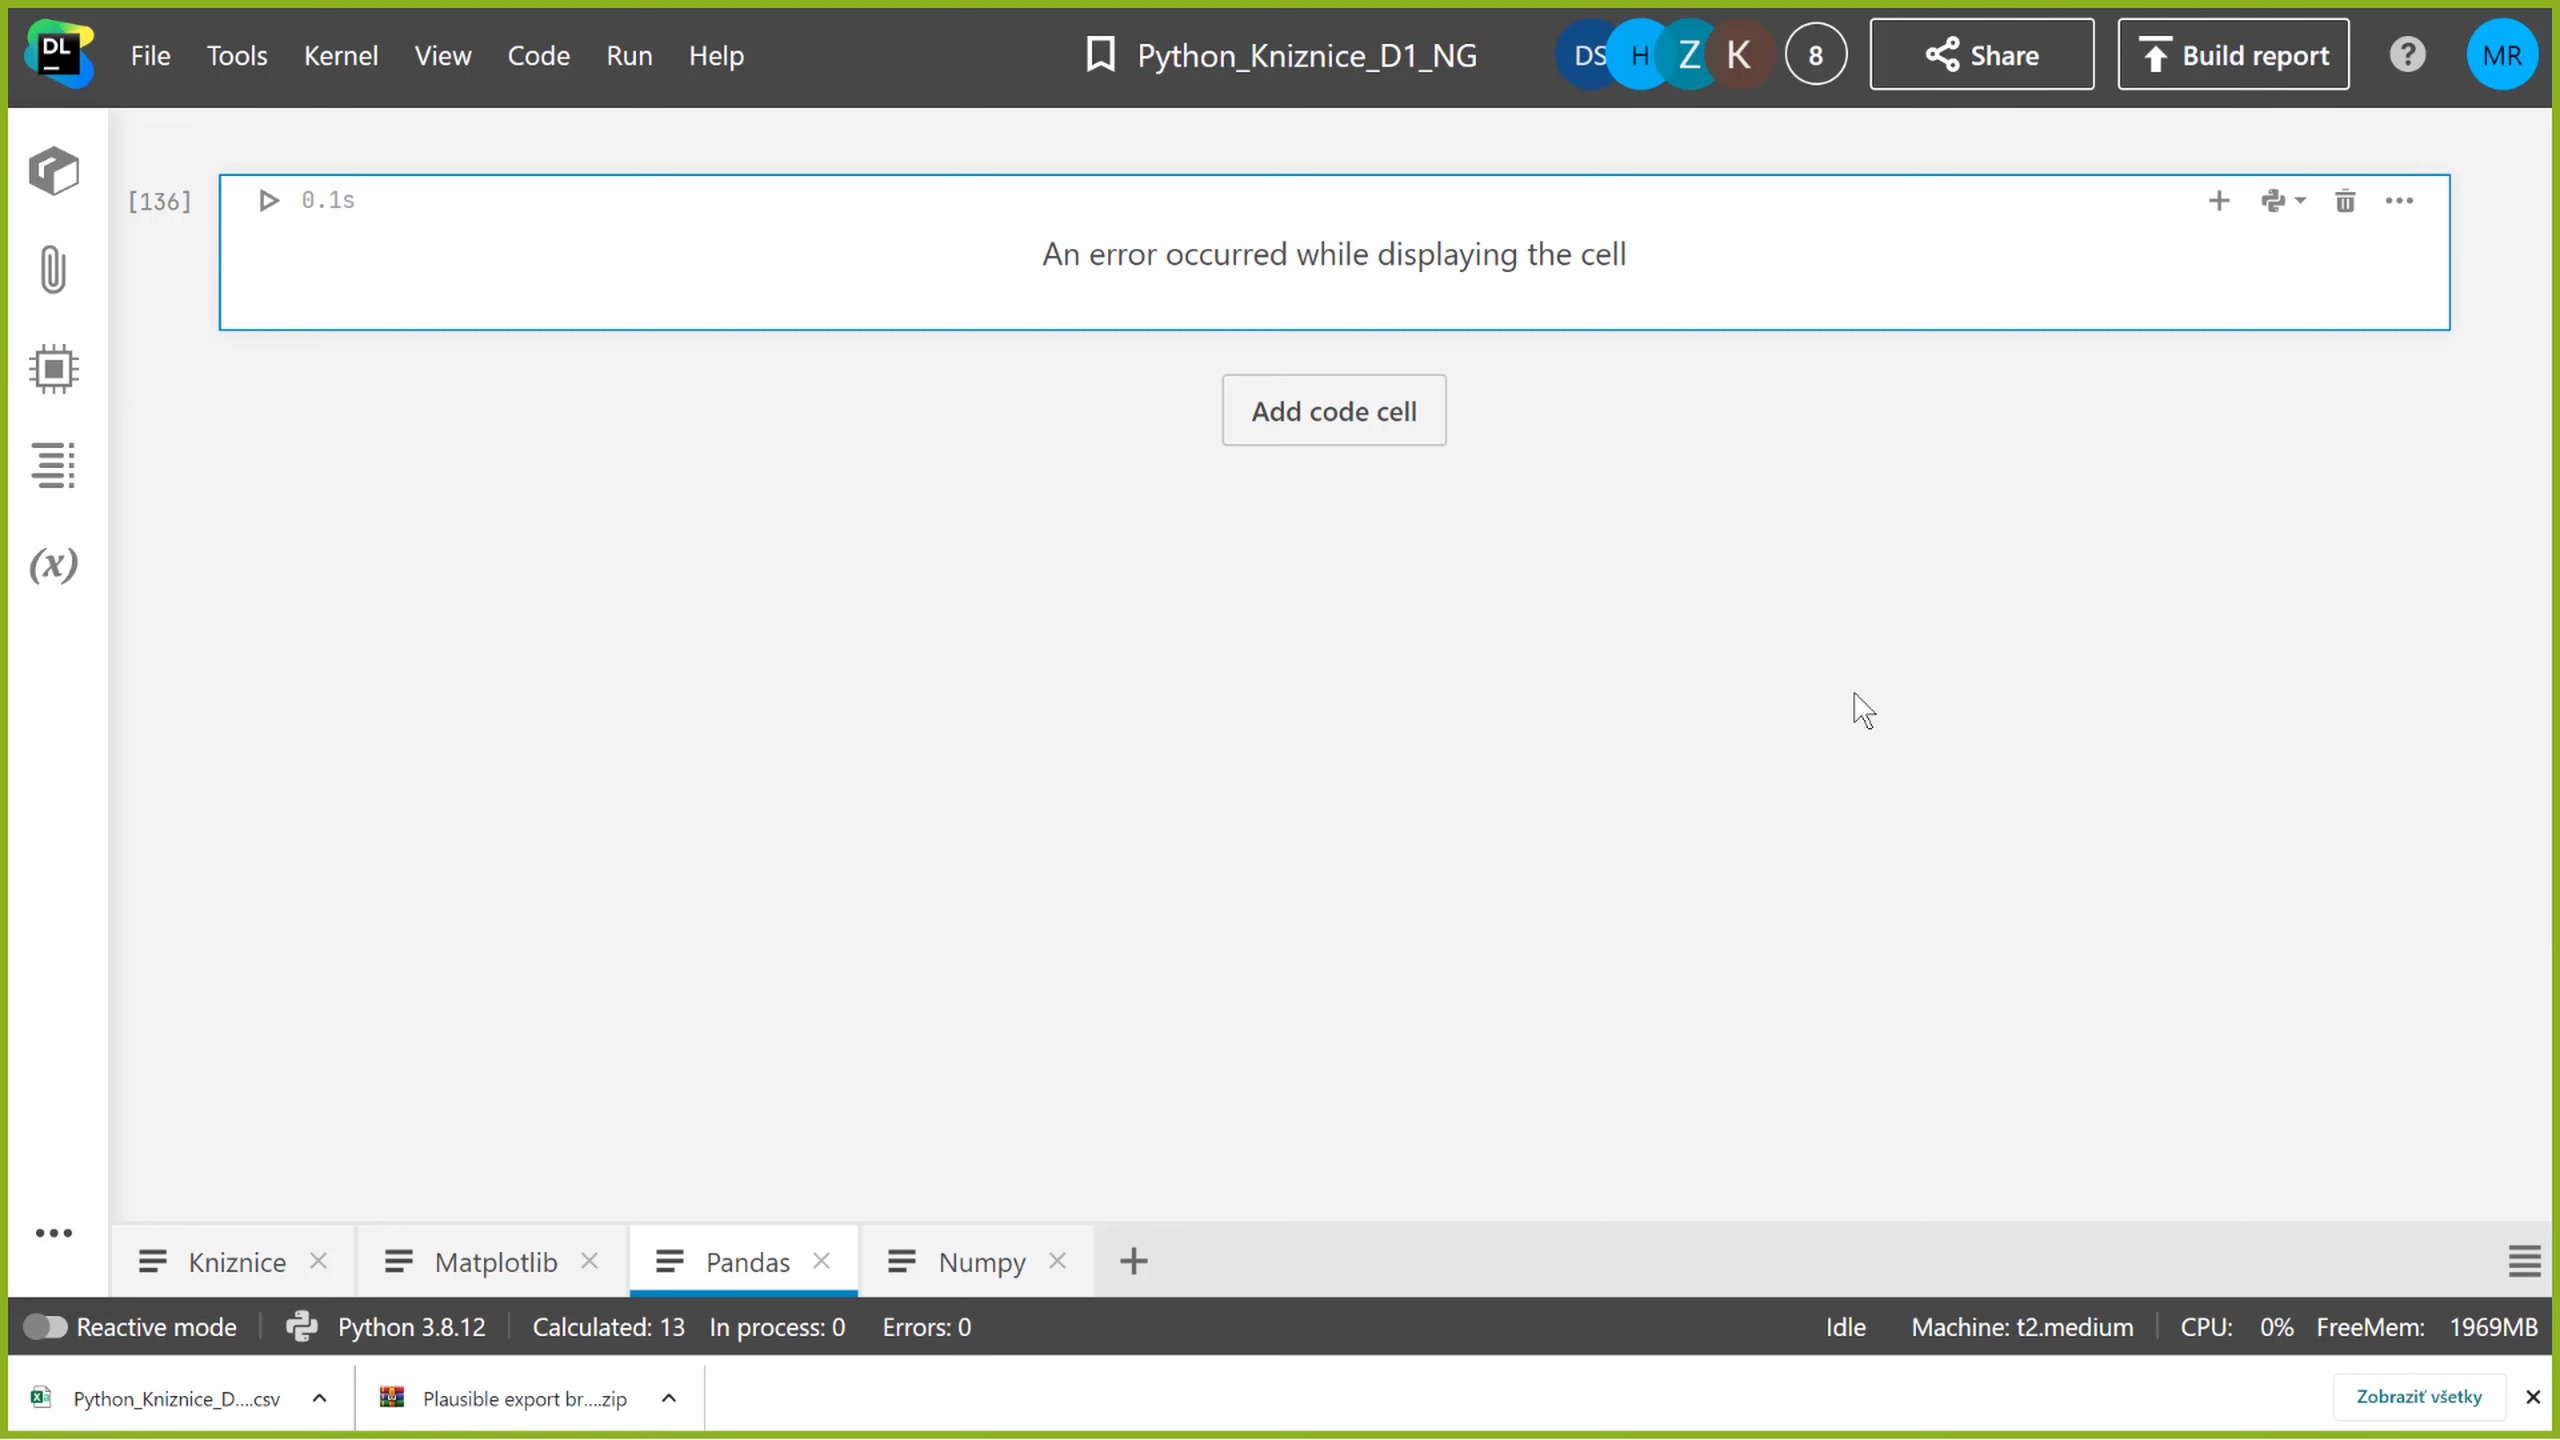 DL
File Tools Kernel View Code Run Help
Python_Kniznice_D1_NG
DS H Z K 8
Share
Build report
?
MR
[136] 0.1s
An error occurred while displaying the cell
Add code cell
(x)
Kniznice
Matplotlib
Pandas
Numpy
Reactive mode Python 3.8.12 Calculated: 13 In process: 0 Errors: 0 Idle Machine: t2.medium CPU: 0% FreeMem: 1969MB
Python_Kniznice_D....csv
Plausible export br....zip
Zobraziť všetky